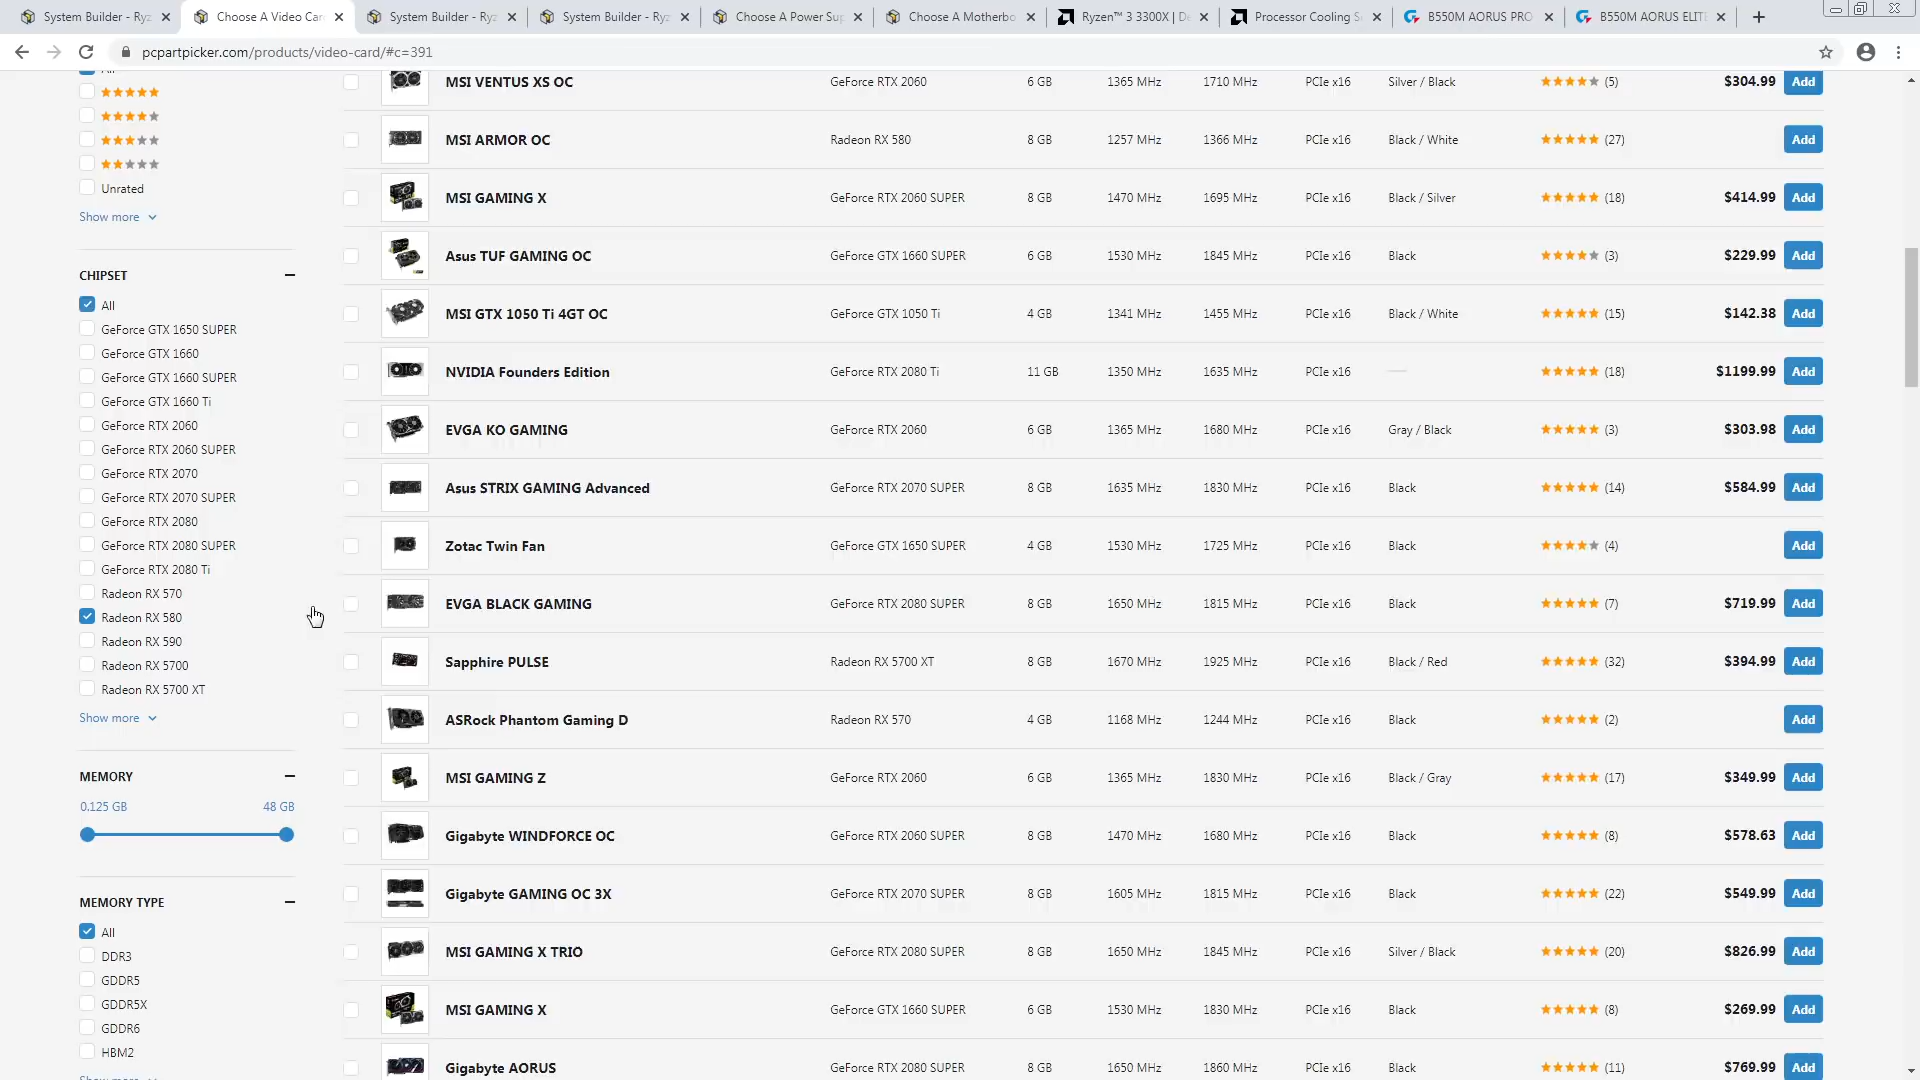 System Builder - Ryz
Choose A Video Car
System Builder - Ryz
System Builder - Ryz
Choose A Power Sup
Choose A Motherbo
Ryzen™ 3 3300X | De
Processor Cooling S
B550M AORUS PRO
B550M AORUS ELITE
pcpartpicker.com/products/video-card/#c=391
All
Unrated
Show more
CHIPSET
All
GeForce GTX 1650 SUPER
GeForce GTX 1660
GeForce GTX 1660 SUPER
GeForce GTX 1660 Ti
GeForce RTX 2060
GeForce RTX 2060 SUPER
GeForce RTX 2070
GeForce RTX 2070 SUPER
GeForce RTX 2080
GeForce RTX 2080 SUPER
GeForce RTX 2080 Ti
Radeon RX 570
Radeon RX 580
Radeon RX 590
Radeon RX 5700
Radeon RX 5700 XT
Show more
MEMORY
0.125 GB 48 GB
MEMORY TYPE
All
DDR3
GDDR5
GDDR5X
GDDR6
HBM2
Show more
MSI VENTUS XS OC GeForce RTX 2060 6 GB 1365 MHz 1710 MHz PCIe x16 Silver / Black (5) $304.99 Add
MSI ARMOR OC Radeon RX 580 8 GB 1257 MHz 1366 MHz PCIe x16 Black / White (27) Add
MSI GAMING X GeForce RTX 2060 SUPER 8 GB 1470 MHz 1695 MHz PCIe x16 Black / Silver (18) $414.99 Add
Asus TUF GAMING OC GeForce GTX 1660 SUPER 6 GB 1530 MHz 1845 MHz PCIe x16 Black (3) $229.99 Add
MSI GTX 1050 Ti 4GT OC GeForce GTX 1050 Ti 4 GB 1341 MHz 1455 MHz PCIe x16 Black / White (15) $142.38 Add
NVIDIA Founders Edition GeForce RTX 2080 Ti 11 GB 1350 MHz 1635 MHz PCIe x16 (18) $1199.99 Add
EVGA KO GAMING GeForce RTX 2060 6 GB 1365 MHz 1680 MHz PCIe x16 Gray / Black (3) $303.98 Add
Asus STRIX GAMING Advanced GeForce RTX 2070 SUPER 8 GB 1635 MHz 1830 MHz PCIe x16 Black (14) $584.99 Add
Zotac Twin Fan GeForce GTX 1650 SUPER 4 GB 1530 MHz 1725 MHz PCIe x16 Black (4) Add
EVGA BLACK GAMING GeForce RTX 2080 SUPER 8 GB 1650 MHz 1815 MHz PCIe x16 Black (7) $719.99 Add
Sapphire PULSE Radeon RX 5700 XT 8 GB 1670 MHz 1925 MHz PCIe x16 Black / Red (32) $394.99 Add
ASRock Phantom Gaming D Radeon RX 570 4 GB 1168 MHz 1244 MHz PCIe x16 Black (2) Add
MSI GAMING Z GeForce RTX 2060 6 GB 1365 MHz 1830 MHz PCIe x16 Black / Gray (17) $349.99 Add
Gigabyte WINDFORCE OC GeForce RTX 2060 SUPER 8 GB 1470 MHz 1680 MHz PCIe x16 Black (8) $578.63 Add
Gigabyte GAMING OC 3X GeForce RTX 2070 SUPER 8 GB 1605 MHz 1815 MHz PCIe x16 Black (22) $549.99 Add
MSI GAMING X TRIO GeForce RTX 2080 SUPER 8 GB 1650 MHz 1845 MHz PCIe x16 Silver / Black (20) $826.99 Add
MSI GAMING X GeForce GTX 1660 SUPER 6 GB 1530 MHz 1830 MHz PCIe x16 Black (8) $269.99 Add
Gigabyte AORUS GeForce RTX 2080 SUPER 8 GB 1650 MHz 1860 MHz PCIe x16 Black (11) $769.99 Add